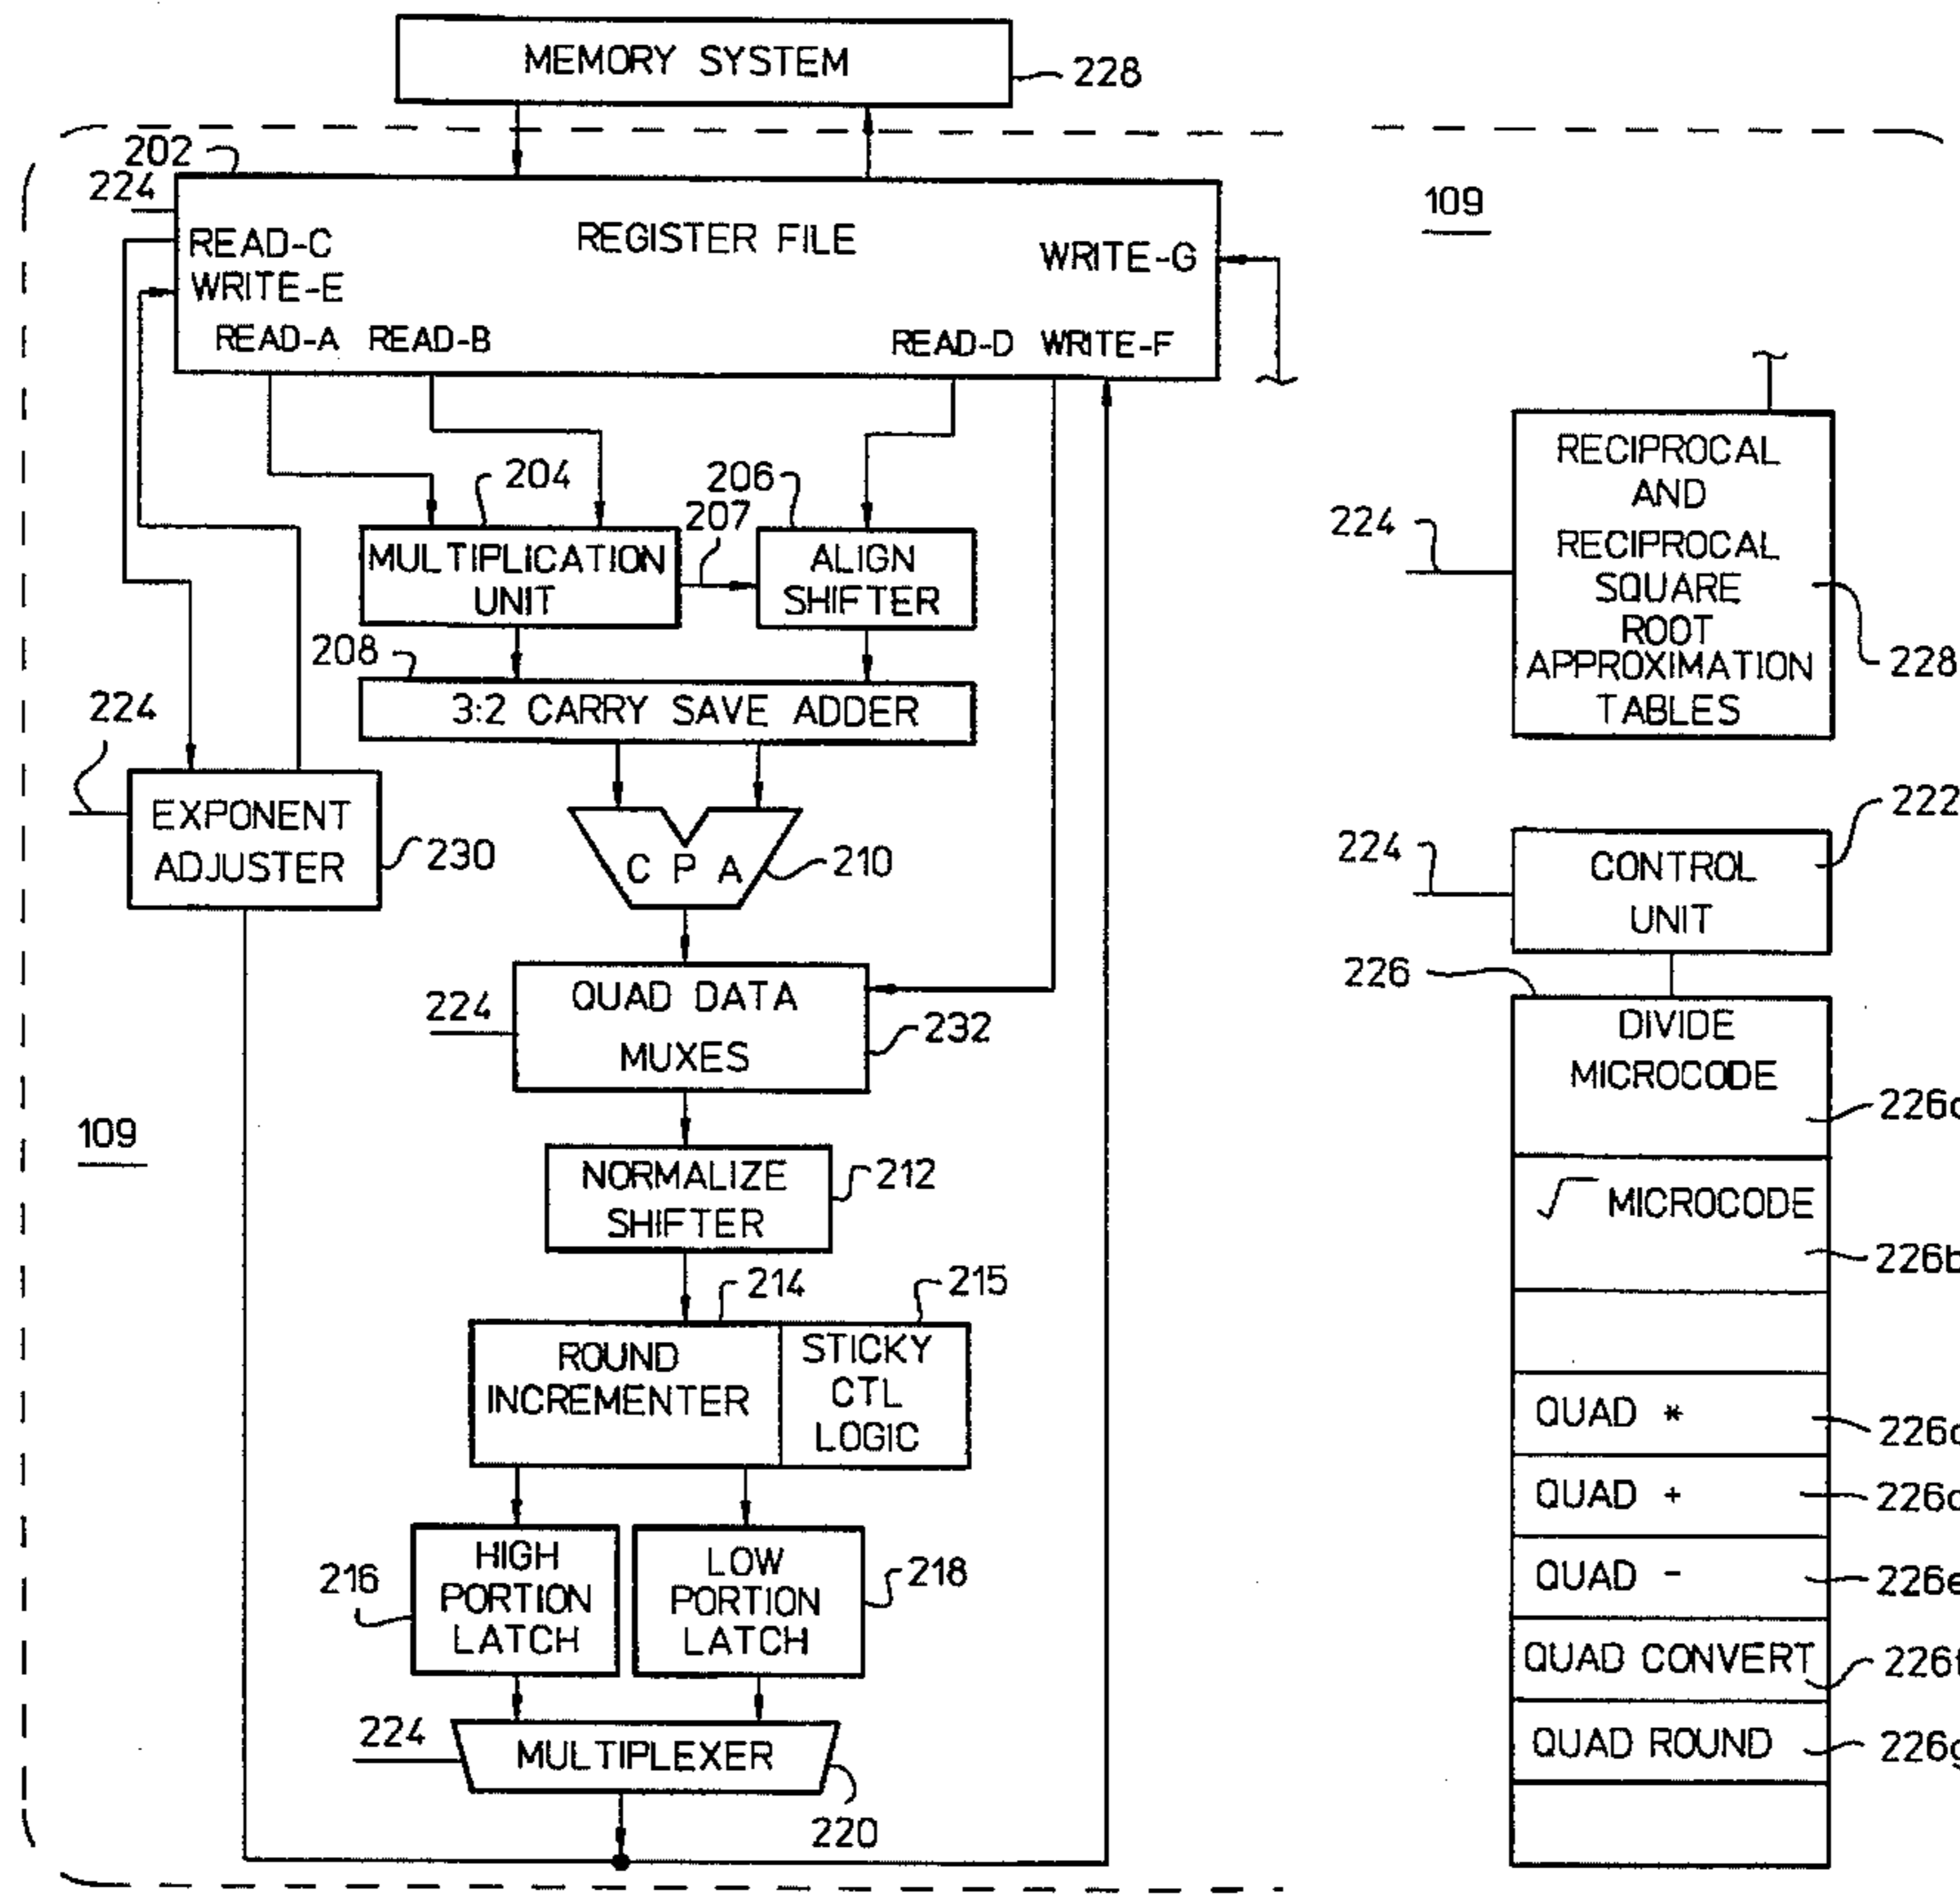 MEMORY SYSTEM
228
202
224
READ-C
WRITE-E
REGISTER FILE
WRITE-G
READ-A
READ-B
READ-D
WRITE-F
204
206
207
MULTIPLICATION
UNIT
ALIGN
SHIFTER
208
3:2 CARRY SAVE ADDER
224
EXPONENT
ADJUSTER
230
C P A
210
224
QUAD DATA
MUXES
232
109
NORMALIZE
SHIFTER
212
214
215
ROUND
INCREMENTER
STICKY
CTL
LOGIC
216
HIGH
PORTION
LATCH
LOW
PORTION
LATCH
218
224
MULTIPLEXER
220
109
RECIPROCAL
AND
RECIPROCAL
SQUARE
ROOT
APPROXIMATION
TABLES
224
228
222
224
CONTROL
UNIT
226
DIVIDE
MICROCODE
√ MICROCODE
226b
QUAD *
QUAD +
QUAD -
226e
QUAD CONVERT
226f
QUAD ROUND
226g